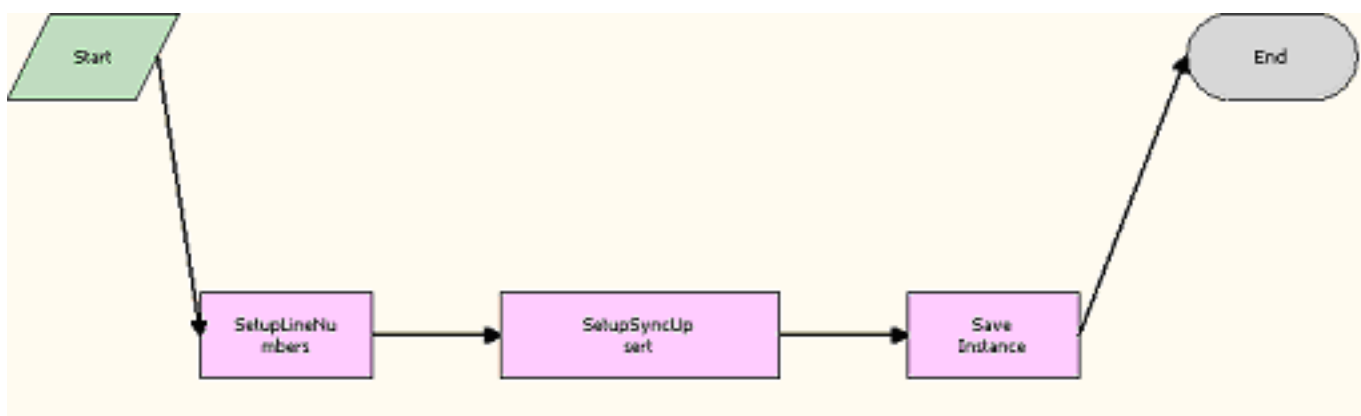 Start
End
SetupLineNu
mbers
SetupSyncUp
sert
Save
Instance